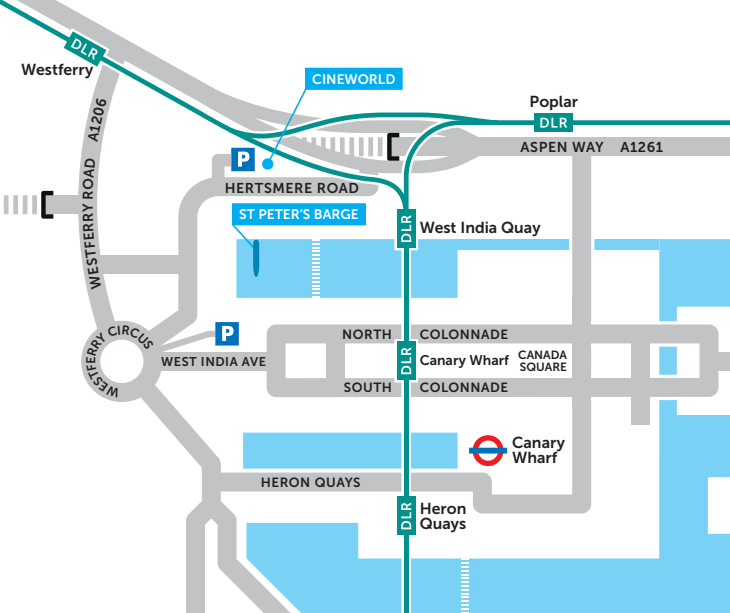 DLR
Westferry
CINEWORLD
A1206
WESTFERRY ROAD
Poplar
DLR
P
ASPEN WAY A1261
HERTSMERE ROAD
ST PETER'S BARGE
DLR
West India Quay
P
WESTFERRY CIRCUS
WEST INDIA AVE
NORTH COLONNADE
DLR
Canary Wharf
CANADA
SQUARE
SOUTH COLONNADE
Canary
Wharf
HERON QUAYS
DLR
Heron
Quays